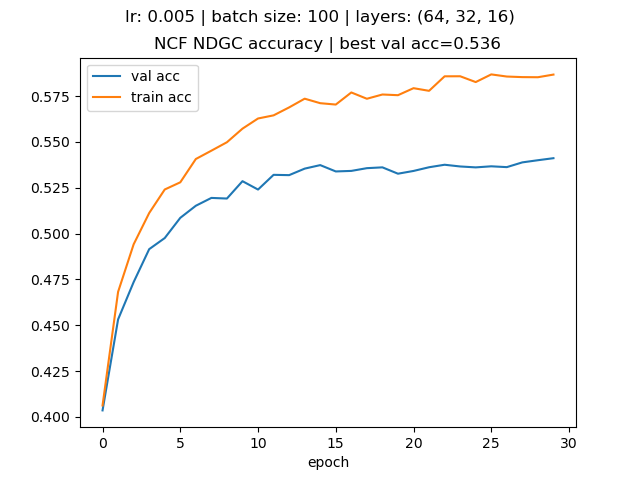 lr: 0.005 | batch size: 100 | layers: (64, 32, 16)
NCF NDGC accuracy | best val acc=0.536
val acc
train acc
0.575
0.550
0.525
0.500
0.475
0.450
0.425
0.400
0 5 10 15 20 25 30
epoch